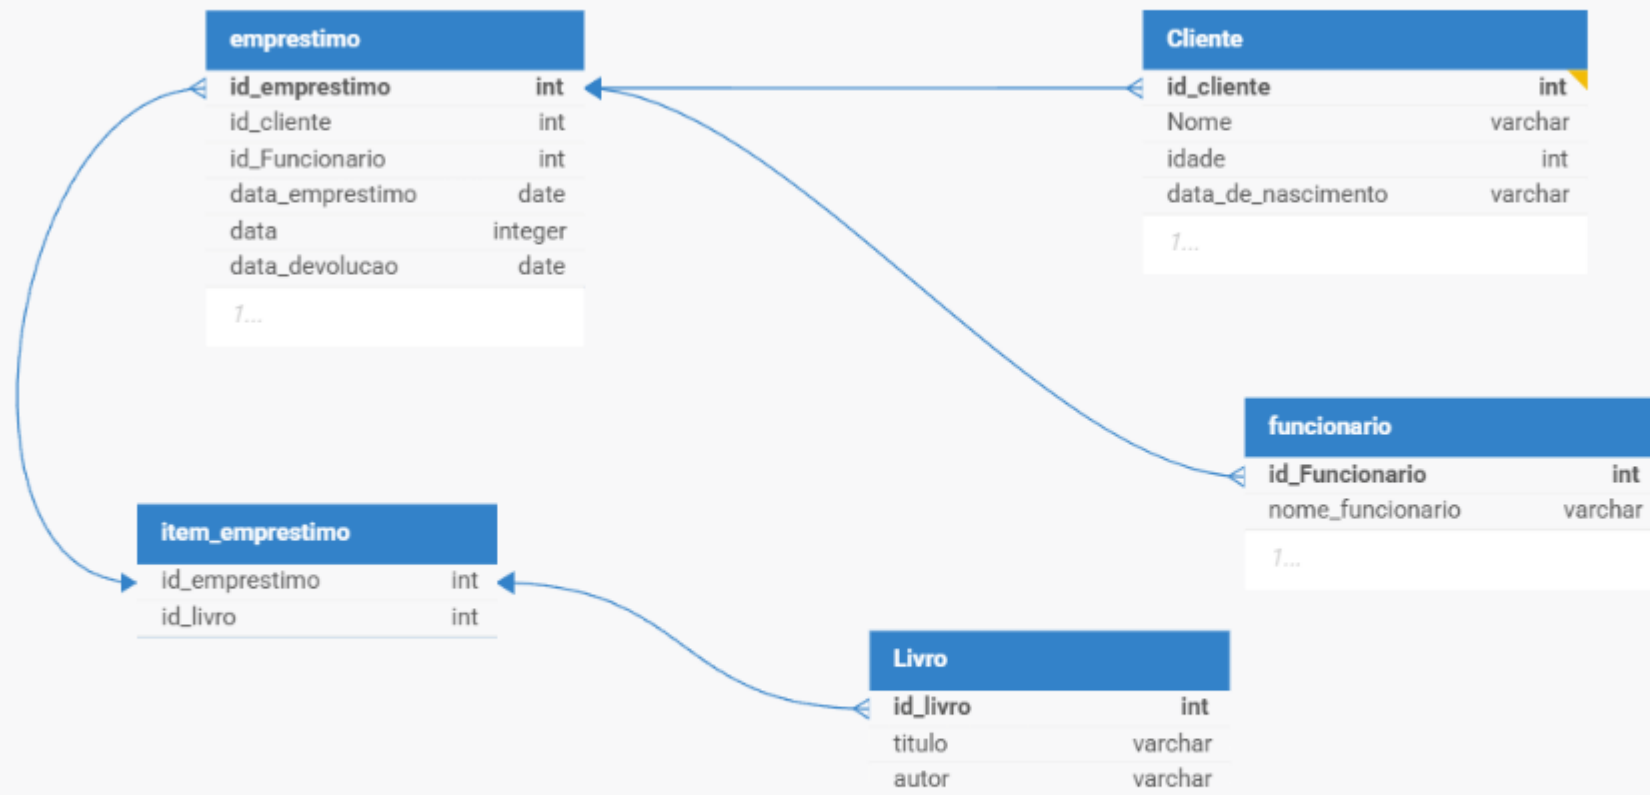 emprestimo
id_emprestimo int
id_cliente int
id_Funcionario int
data_emprestimo date
data integer
data_devolucao date
1...
Cliente
id_cliente int
Nome varchar
idade int
data_de_nascimento varchar
1...
funcionario
id_Funcionario int
nome_funcionario varchar
1...
item_emprestimo
id_emprestimo int
id_livro int
Livro
id_livro int
titulo varchar
autor varchar